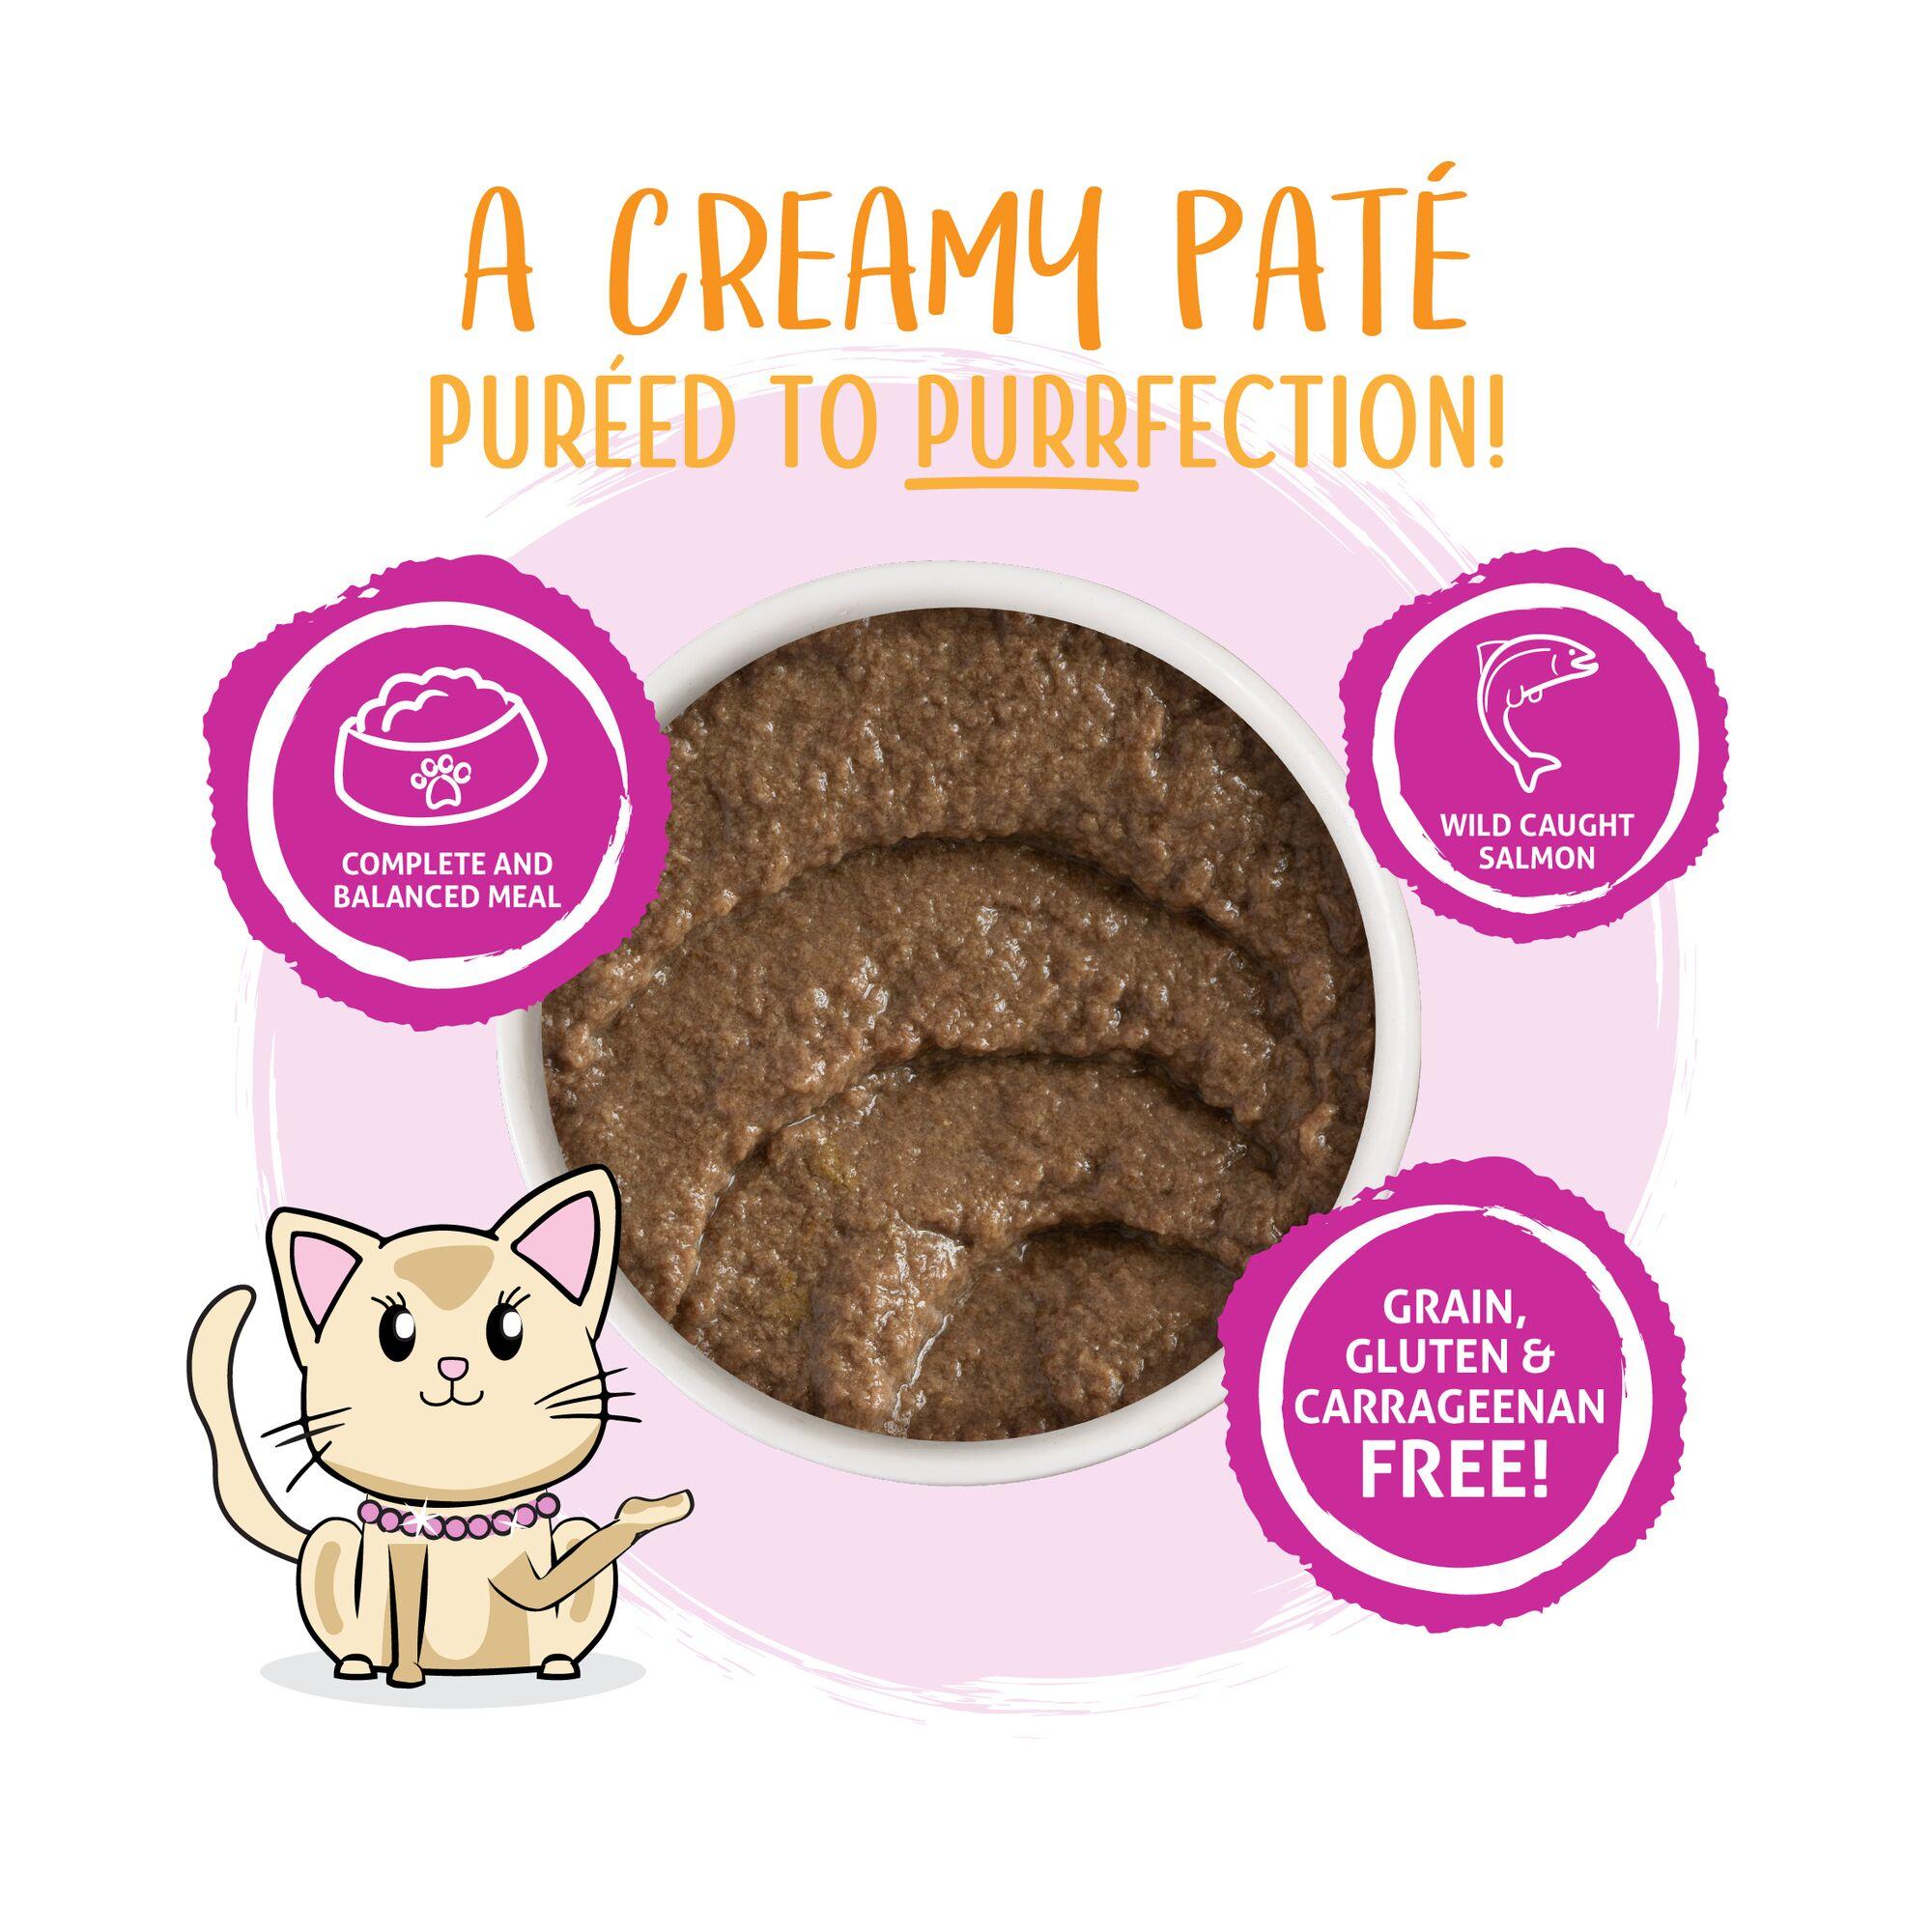 A CREAMY PATÉ
PURÉED TO PURRFECTION!
COMPLETE AND
BALANCED MEAL
WILD CAUGHT
SALMON
GRAIN,
GLUTEN &
CARRAGEENAN
FREE!